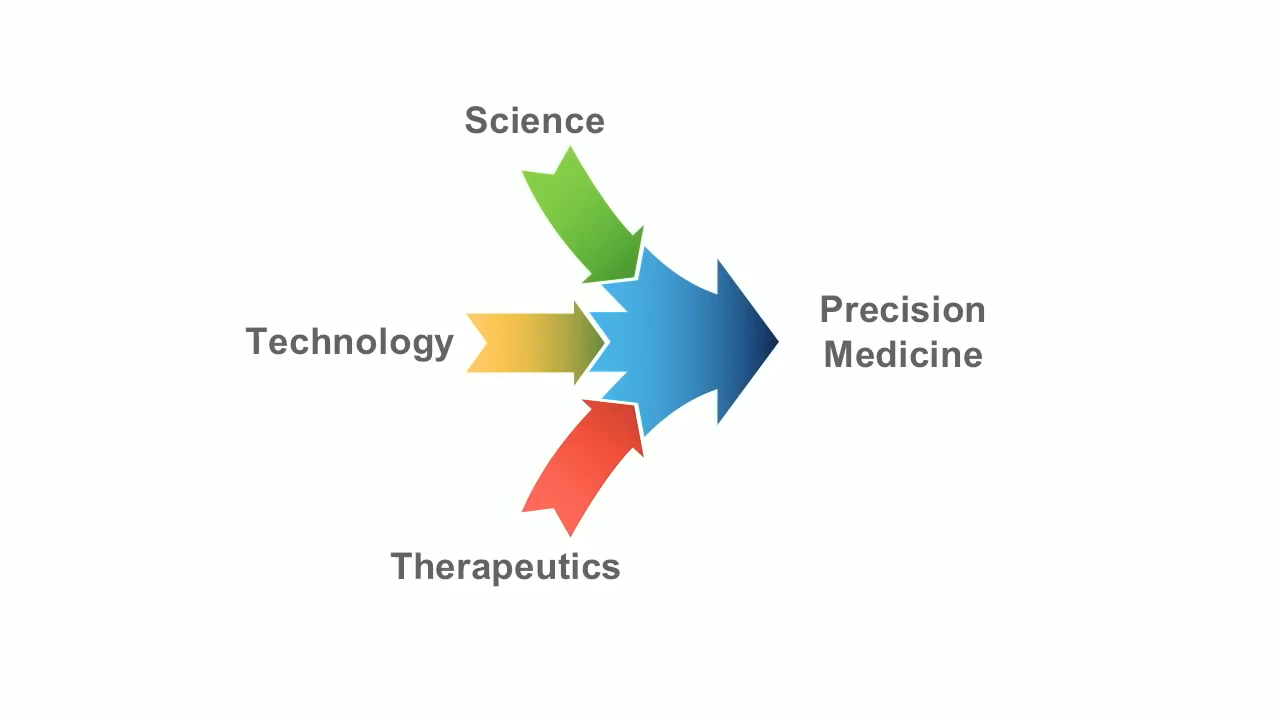 Science
Technology
Precision
Medicine
Therapeutics